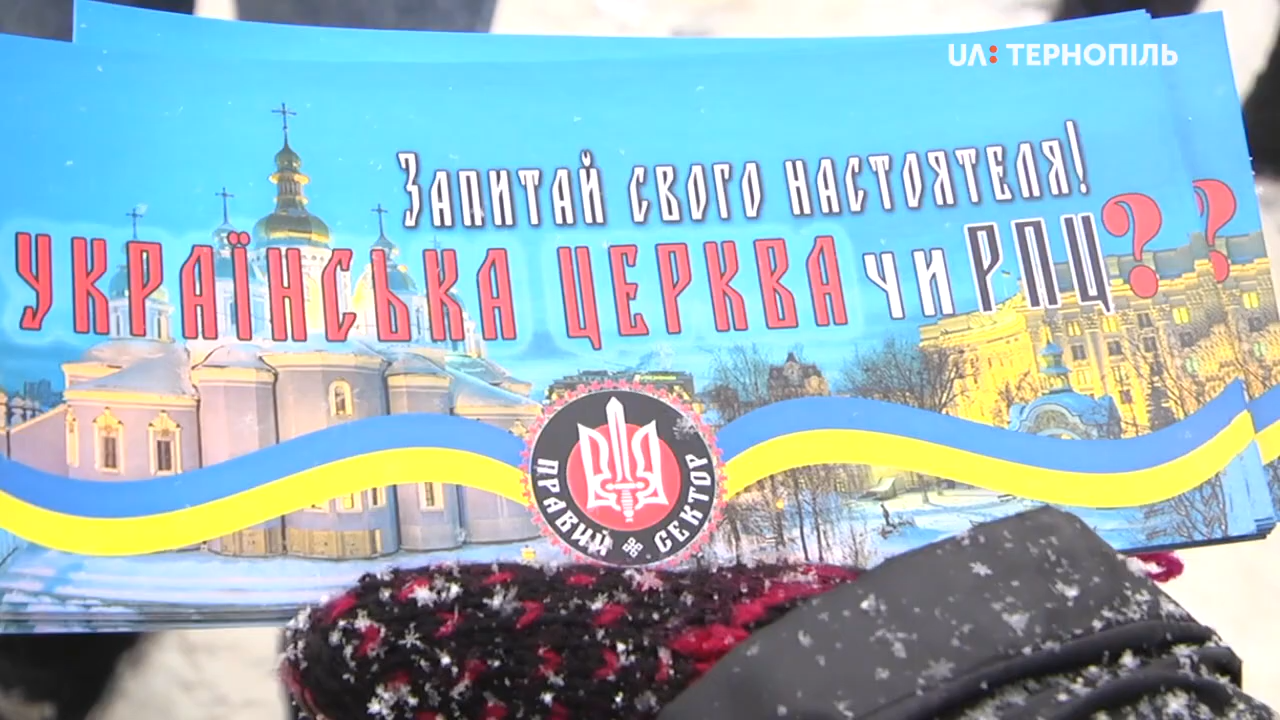 UA: ТЕРНОПІЛЬ
Запитай свого настоятеля!
УКРАЇНСЬКА ЦЕРКВА чи РПЦ?
?
ПРАВИЙ СЕКТОР